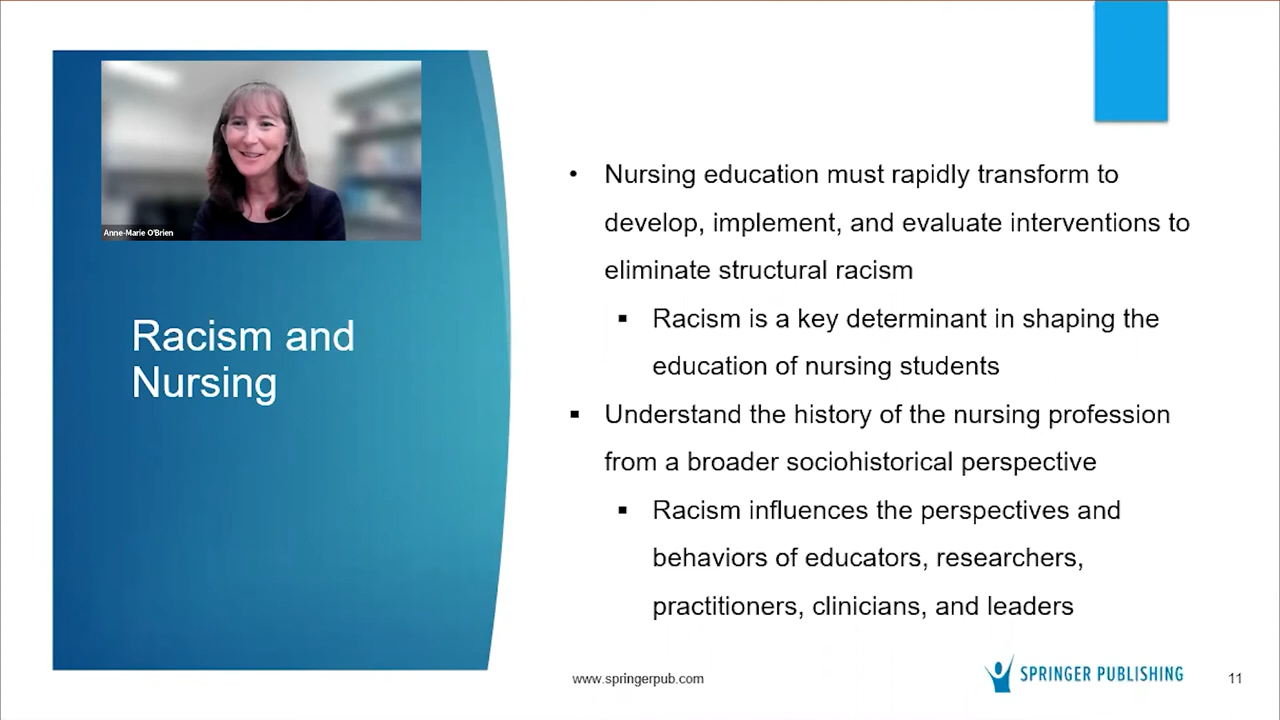 Anne-Marie O'Brien
Racism and
Nursing
• Nursing education must rapidly transform to
develop, implement, and evaluate interventions to
eliminate structural racism
▪ Racism is a key determinant in shaping the
education of nursing students
▪ Understand the history of the nursing profession
from a broader sociohistorical perspective
▪ Racism influences the perspectives and
behaviors of educators, researchers,
practitioners, clinicians, and leaders
www.springerpub.com
SPRINGER PUBLISHING
11